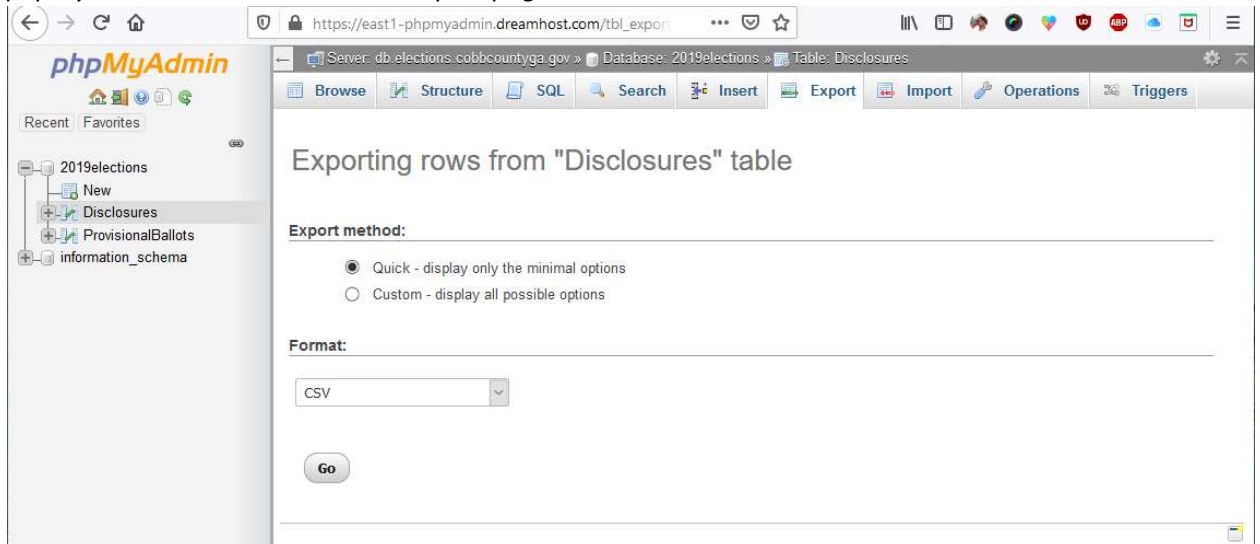 https://east1-phpmyadmin.dreamhost.com/tbl_export
phpMyAdmin
Recent Favorites
2019elections
New
Disclosures
ProvisionalBallots
information_schema
Server: db.elections.cobbcountyga.gov » Database: 2019elections » Table: Disclosures
Browse Structure SQL Search Insert Export Import Operations Triggers
Exporting rows from "Disclosures" table
Export method:
Quick - display only the minimal options
Custom - display all possible options
Format:
CSV
Go